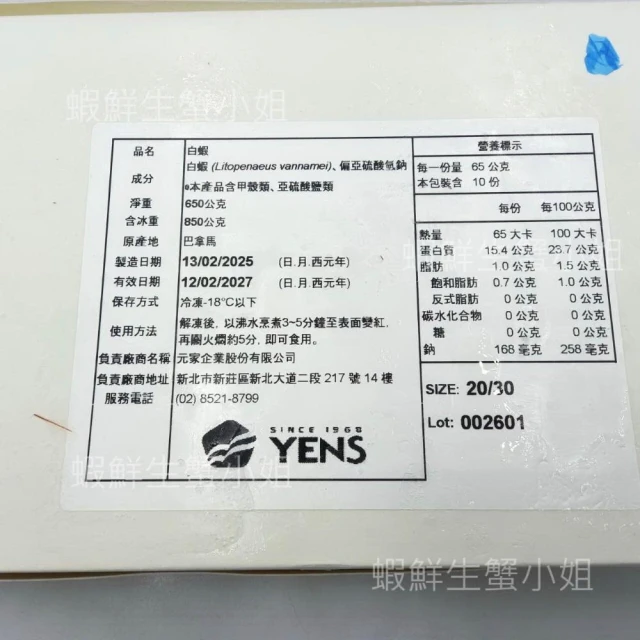 蝦鮮生蟹小姐
品名 白蝦
成分 白蝦 (Litopenaeus vannamei)、偏亞硫酸氫鈉
*本產品含甲殼類、亞硫酸鹽類
淨重 650公克
含冰重 850公克
原產地 巴拿馬
製造日期 13/02/2025 (日.月.西元年)
有效日期 12/02/2027 (日.月.西元年)
保存方式 冷凍-18°C以下
使用方法 解凍後，以沸水烹煮3~5分鐘至表面變紅，
再關火燜約5分，即可食用。
負責廠商名稱 元家企業股份有限公司
負責廠商地址 新北市新莊區新北大道二段 217 號 14 樓
服務電話 (02) 8521-8799
SINCE 1968
YENS
營養標示
每一份量 65 公克
本包裝含 10 份
每份 每100公克
熱量 65 大卡 100 大卡
蛋白質 15.4 公克 23.7 公克
脂肪 1.0 公克 1.5 公克
飽和脂肪 0.7 公克 1.0 公克
反式脂肪 0 公克 0 公克
碳水化合物 0 公克 0 公克
糖 0 公克 0 公克
鈉 168 毫克 258 毫克
SIZE: 20/30
Lot: 002601
蝦鮮生蟹小姐
蝦鮮生蟹小姐